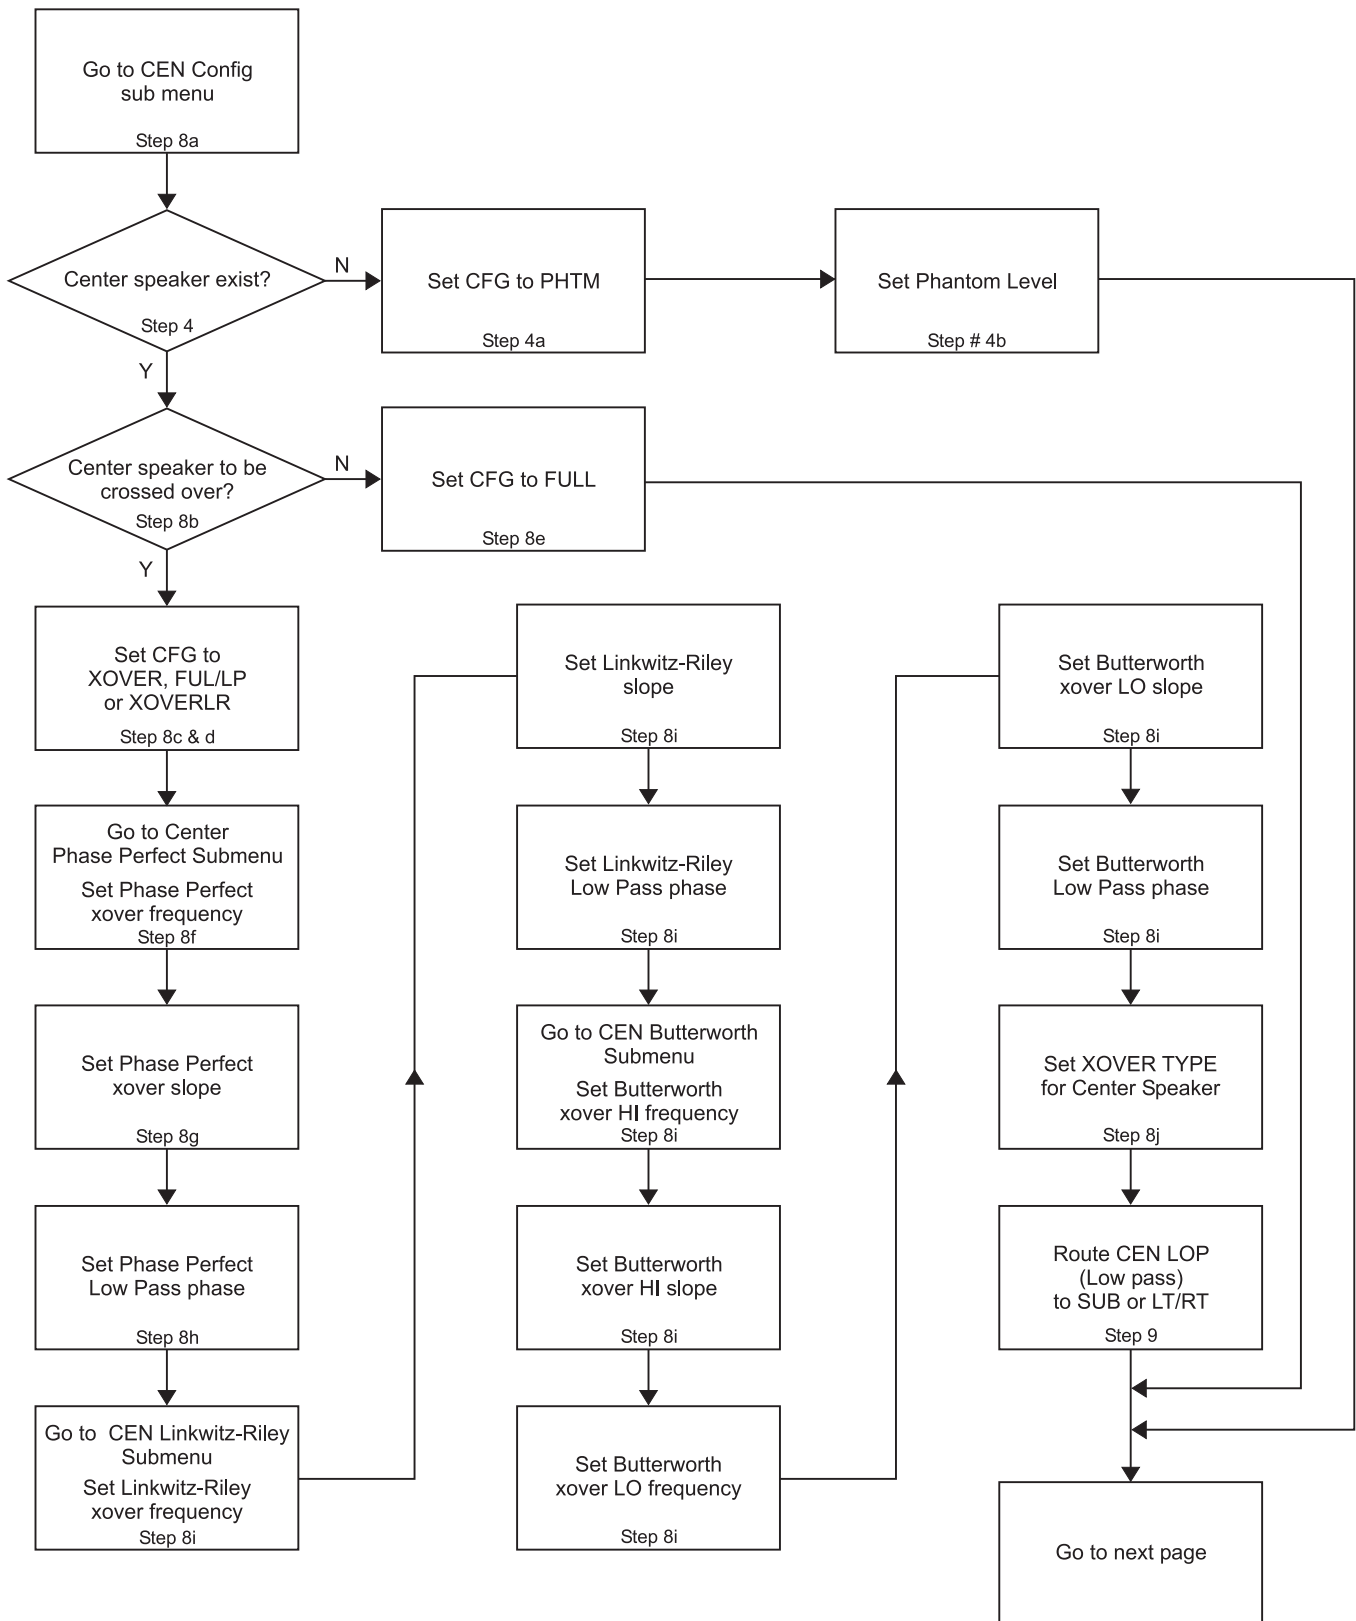 Go to CEN Config
sub menu
Step 8a
Center speaker exist?
Step 4
N
Set CFG to PHTM
Step 4a
Set Phantom Level
Step # 4b
Y
Center speaker to be
crossed over?
Step 8b
N
Set CFG to FULL
Step 8e
Y
Set CFG to
XOVER, FUL/LP
or XOVERLR
Step 8c & d
Go to Center
Phase Perfect Submenu
Set Phase Perfect
xover frequency
Step 8f
Set Phase Perfect
xover slope
Step 8g
Set Phase Perfect
Low Pass phase
Step 8h
Go to CEN Linkwitz-Riley
Submenu
Set Linkwitz-Riley
xover frequency
Step 8i
Set Linkwitz-Riley
slope
Step 8i
Set Linkwitz-Riley
Low Pass phase
Step 8i
Go to CEN Butterworth
Submenu
Set Butterworth
xover HI frequency
Step 8i
Set Butterworth
xover HI slope
Step 8i
Set Butterworth
xover LO frequency
Step 8i
Set Butterworth
xover LO slope
Step 8i
Set Butterworth
Low Pass phase
Step 8i
Set XOVER TYPE
for Center Speaker
Step 8j
Route CEN LOP
(Low pass)
to SUB or LT/RT
Step 9
Go to next page